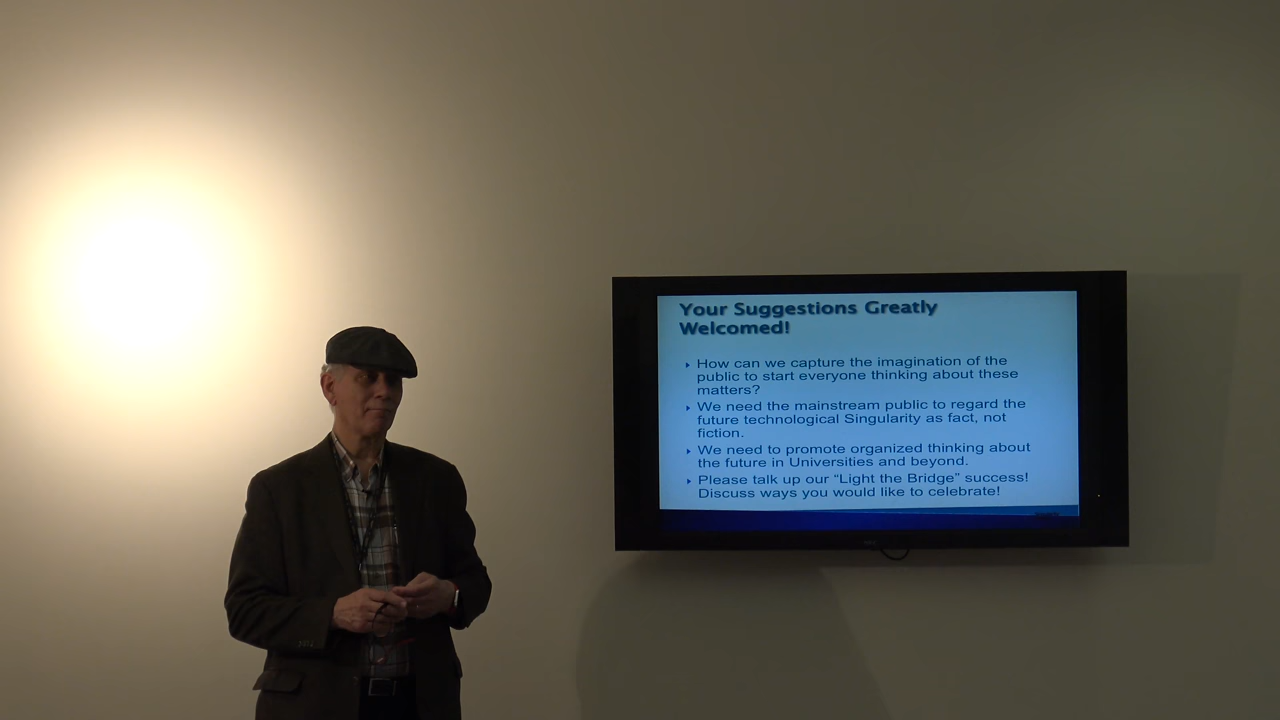 Your Suggestions Greatly
Welcomed!
How can we capture the imagination of the
public to start everyone thinking about these
matters?
We need the mainstream public to regard the
future technological Singularity as fact, not
fiction.
We need to promote organized thinking about
the future in Universities and beyond.
Please talk up our “Light the Bridge” success!
Discuss ways you would like to celebrate!